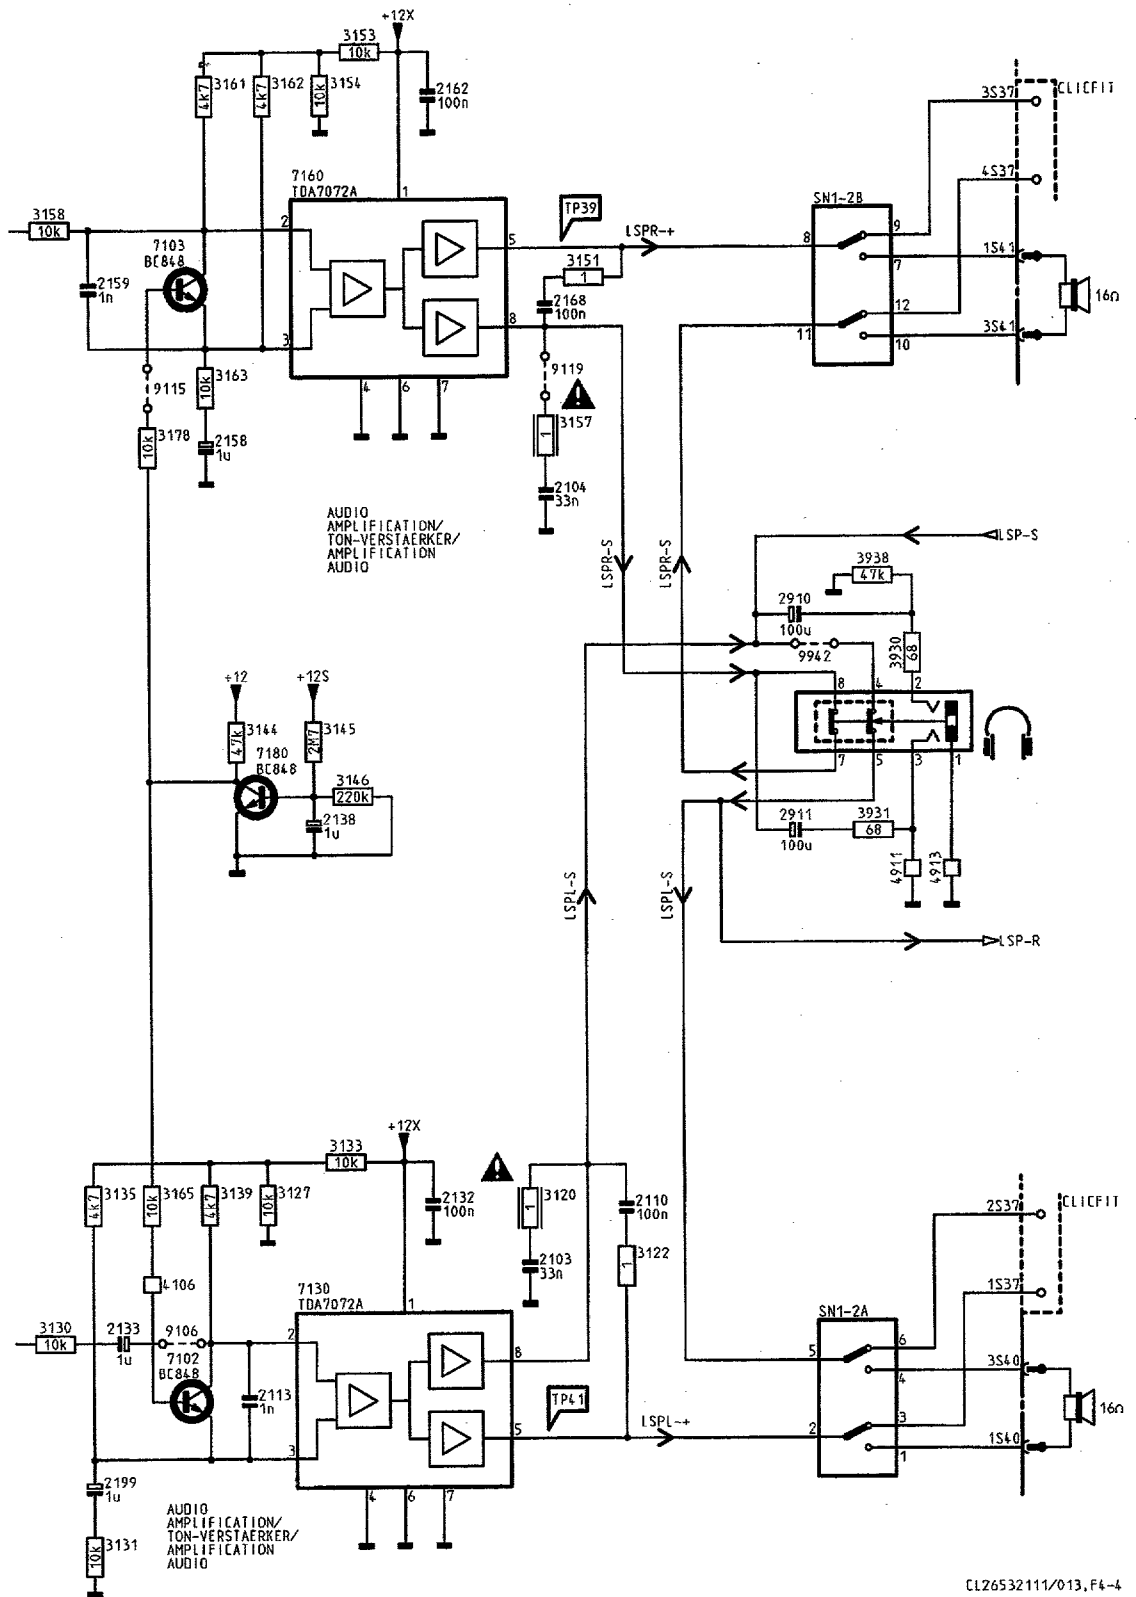 +12X
3153
10k
3161
4k7
3162
4k7
3154
10k
2162
100n
3S37
CLICFIT
7160
TDA7072A
1
4S37
SN1-2B
3158
10k
2
TP39
LSPR-+
5
8
9
7103
BC848
7
1S41
3151
1
2159
1n
2168
100n
16Ω
8
12
11
3S41
3
10
9119
3163
10k
9115
4
6
7
3157
1
3178
10k
2158
1u
2104
33n
AUDIO
AMPLIFICATION/
TON-VERSTAERKER/
AMPLIFICATION
AUDIO
LSP-S
LSPR-S
LSPR-S
3938
47k
2910
100u
3930
68
9942
+12
+12S
8
4
2
3144
47k
3145
2M7
7180
BC848
7
5
3
1
3146
220k
2138
1u
2911
100u
3931
68
4911
4913
LSPL-S
LSPL-S
LSP-R
+12X
3133
10k
3135
4k7
3165
10k
3139
4k7
3127
10k
2132
100n
3120
1
2110
100n
2S37
CLICFIT
3122
1
2103
33n
4106
7130
TDA7072A
1
1S37
SN1-2A
3130
10k
2133
1u
9106
2
7102
BC848
8
5
6
3S40
4
2113
1n
TP41
16Ω
5
LSPL-+
2
3
3
1S40
1
2199
1u
4
6
7
AUDIO
AMPLIFICATION/
TON-VERSTAERKER/
AMPLIFICATION
AUDIO
3131
10k
CL26532111/013.F4-4